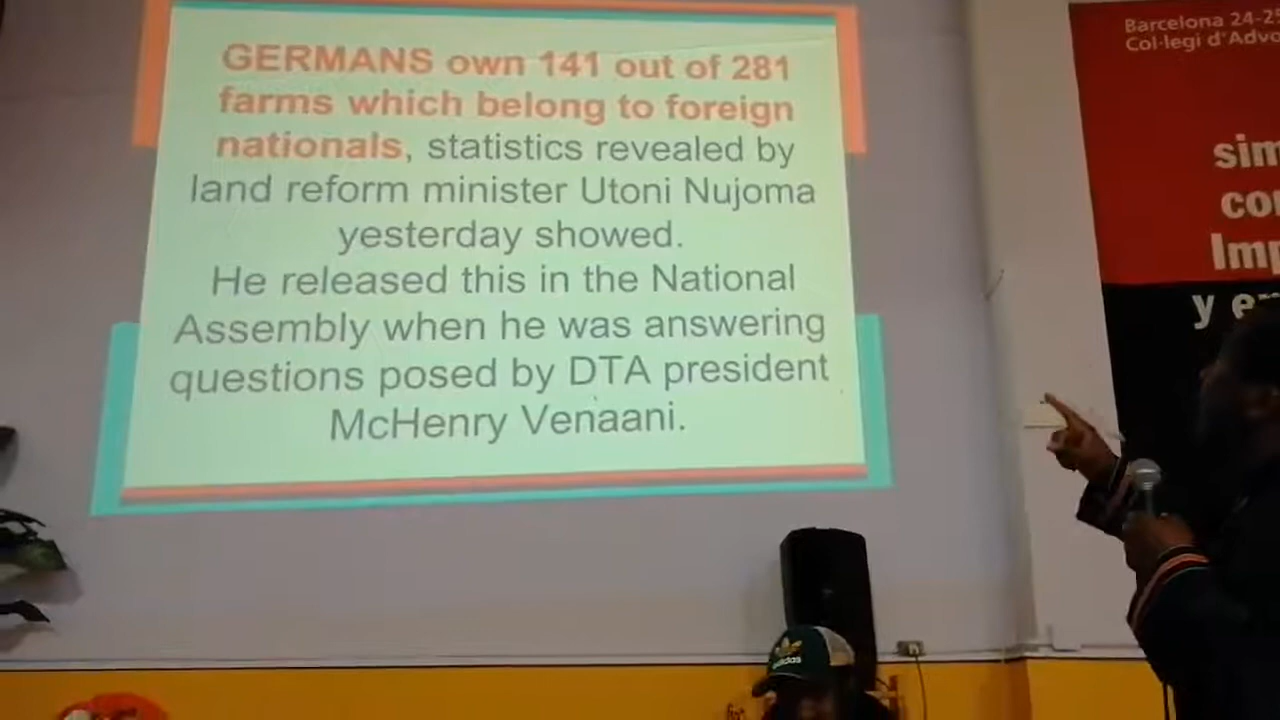 GERMANS own 141 out of 281
farms which belong to foreign
nationals, statistics revealed by
land reform minister Utoni Nujoma
yesterday showed.
He released this in the National
Assembly when he was answering
questions posed by DTA president
McHenry Venaani.
Barcelona 24-25
Col·legi d'Advo
sim
con
Imp
y e
adidas